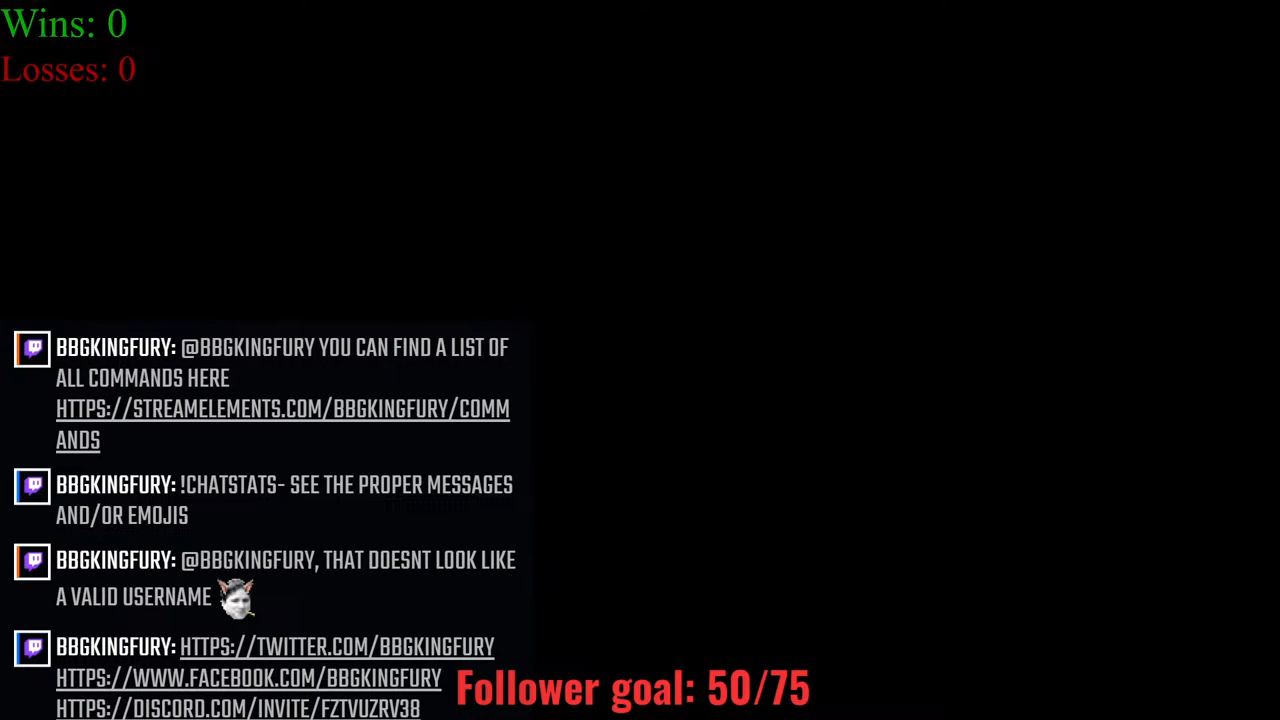 Wins: 0
Losses: 0
BBGKINGFURY: @BBGKINGFURY YOU CAN FIND A LIST OF
ALL COMMANDS HERE
HTTPS://STREAMELEMENTS.COM/BBGKINGFURY/COMM
ANDS
BBGKINGFURY: !CHATSTATS- SEE THE PROPER MESSAGES
AND/OR EMOJIS
BBGKINGFURY: @BBGKINGFURY, THAT DOESNT LOOK LIKE
A VALID USERNAME
BBGKINGFURY: HTTPS://TWITTER.COM/BBGKINGFURY
HTTPS://WWW.FACEBOOK.COM/BBGKINGFURY
HTTPS://DISCORD.COM/INVITE/FZTVUZRV38
Follower goal: 50/75